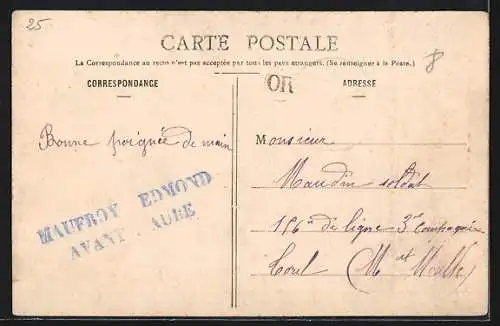 25
CARTE POSTALE
La Correspondance au recto n'est pas acceptée par tous les pays étrangers. (Se renseigner à la Poste.)
CORRESPONDANCE
OR
ADRESSE
Bonne poignée de main
MAUFROY EDMOND
AVANT . AUBE
Monsieur
Maudin soldat
156e de ligne 3e Compagnie
Toul (M et Mlle)